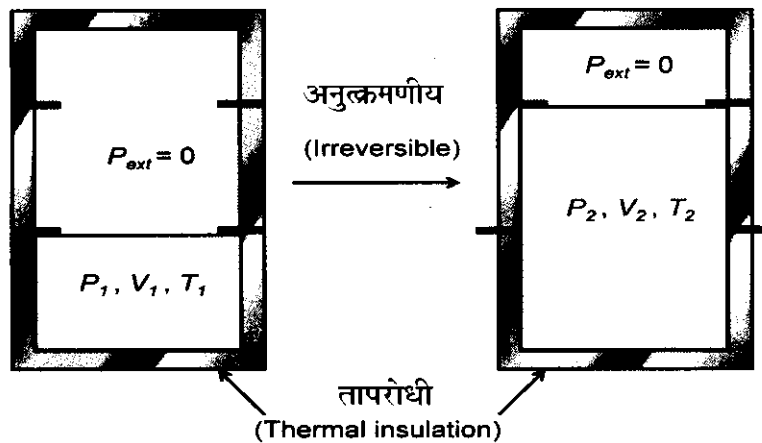 P_ext = 0
P_1, V_1, T_1
अनुत्क्रमणीय
(Irreversible)
P_ext = 0
P_2, V_2, T_2
तापरोधी
(Thermal insulation)